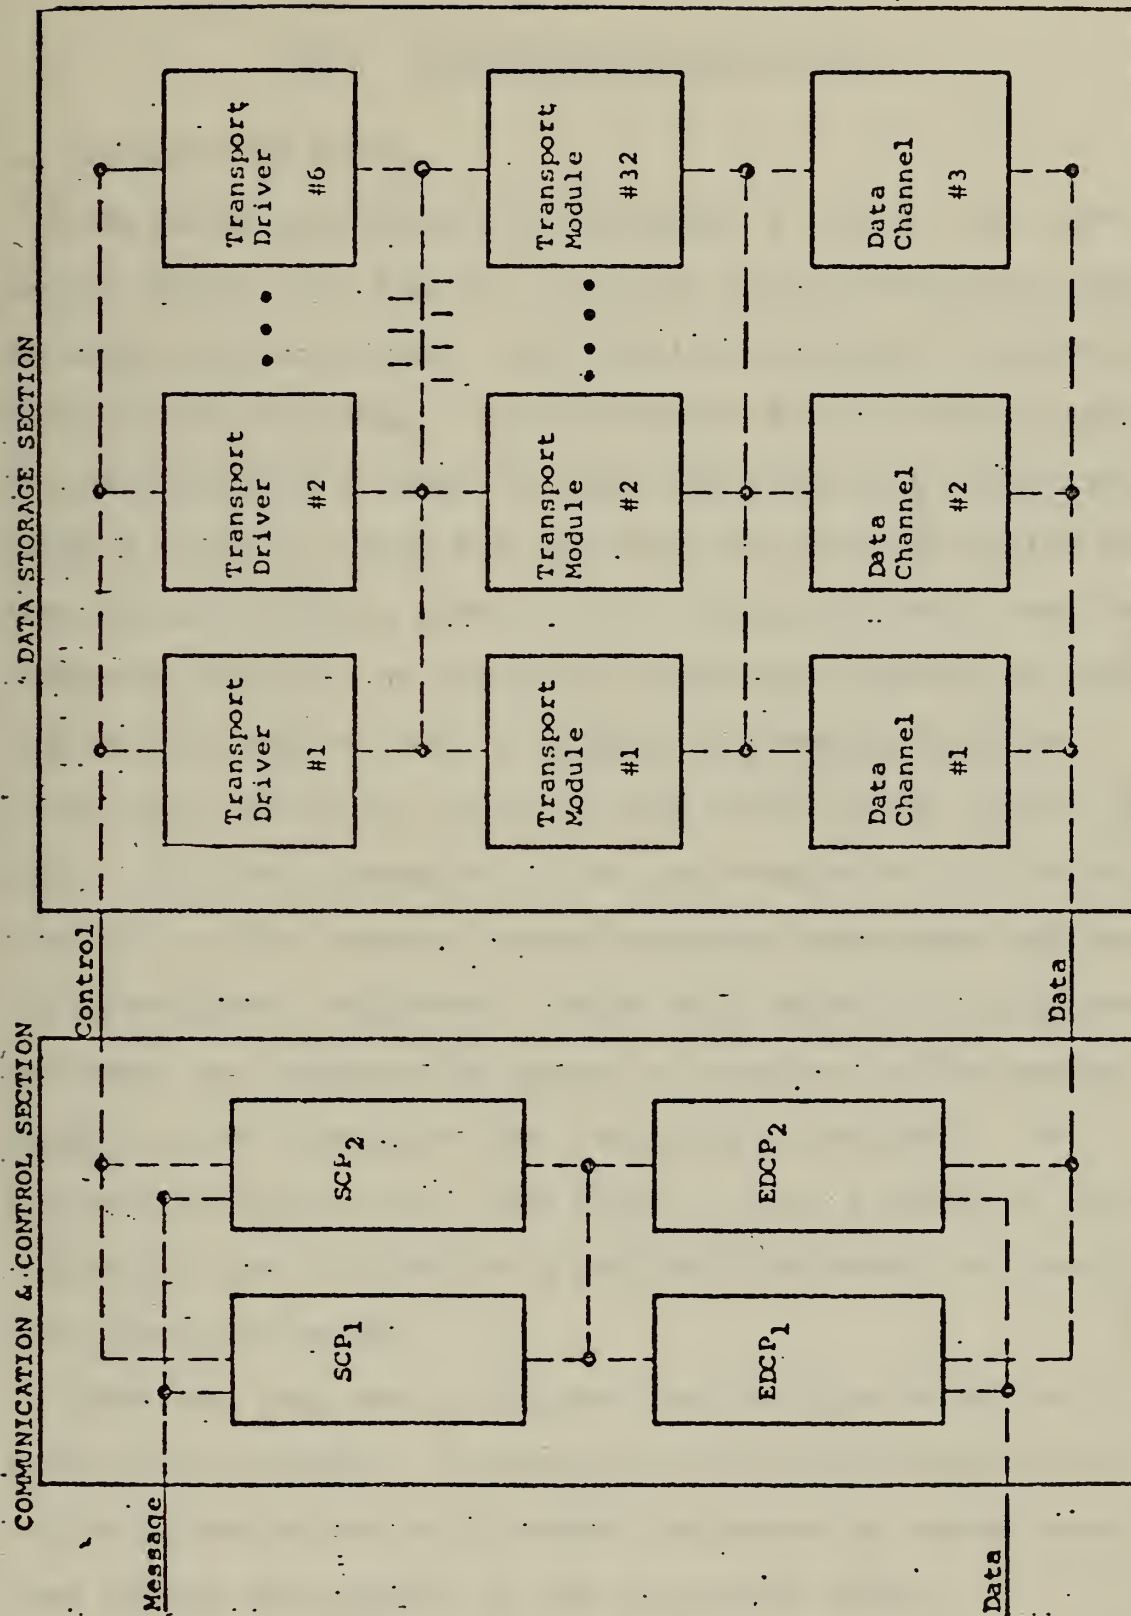 COMMUNICATION & CONTROL SECTION
Message
SCP1
SCP2
EDCP1
EDCP2
Data
Control
Data
DATA STORAGE SECTION
Transport
Driver
#1
Transport
Driver
#2
Transport
Driver
#6
Transport
Module
#1
Transport
Module
#2
Transport
Module
#32
Data
Channel
#1
Data
Channel
#2
Data
Channel
#3